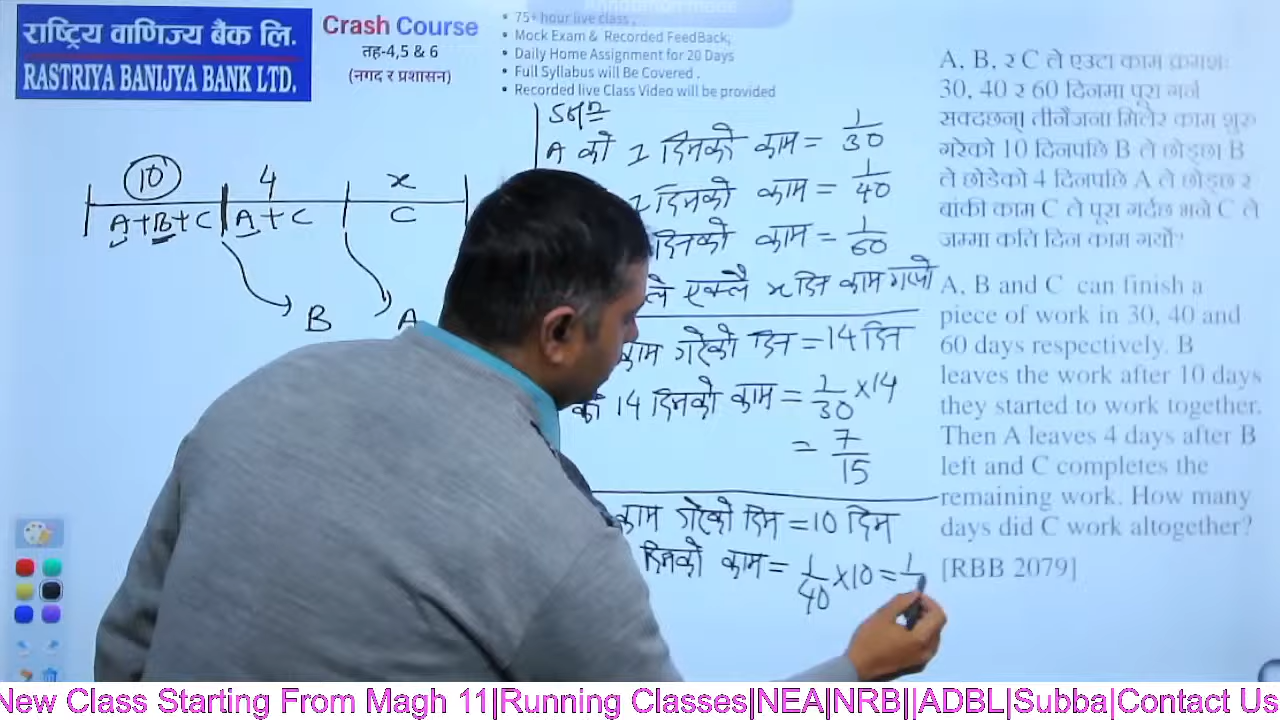 राष्ट्रिय वाणिज्य बैंक लि.
RASTRIYA BANIJYA BANK LTD.
Crash Course
तह-4,5 & 6
(नगद र प्रशासन)
• 75+ hour live class ,
• Mock Exam & Recorded FeedBack,
• Daily Home Assignment for 20 Days
• Full Syllabus will Be Covered .
• Recorded live Class Video will be provided
A, B, र C ले एउटा काम क्रमशः
30, 40 र 60 दिनमा पूरा गर्न
सक्दछन्। तीनैजना मिलेर काम शुरु
गरेको 10 दिनपछि B ले छोड्छ। B
ले छोडेको 4 दिनपछि A ले छोड्छ र
बांकी काम C ले पूरा गर्दछ भने C ले
जम्मा कति दिन काम गर्यो?
A, B and C can finish a
piece of work in 30, 40 and
60 days respectively. B
leaves the work after 10 days
they started to work together.
Then A leaves 4 days after B
left and C completes the
remaining work. How many
days did C work altogether?
[RBB 2079]
10 4 x
A+B+C A+C C
B A
A को 1 दिनको काम = 1/30
1 दिनको काम = 1/40
दिनको काम = 1/60
ले एक्लै x दिन काम गर्‍यो
काम गरेको दिन = 14 दिन
को 14 दिनको काम = 1/30 × 14
= 7/15
काम गरेको दिन = 10 दिन
दिनको काम = 1/40 × 10 = 1/
New Class Starting From Magh 11|Running Classes|NEA|NRB||ADBL|Subba|Contact Us